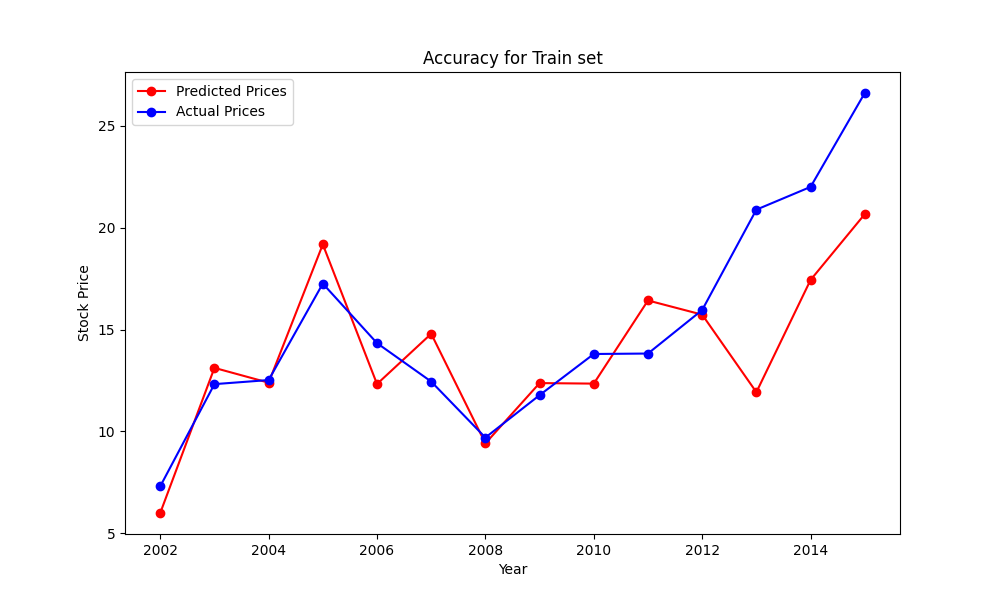 Accuracy for Train set
Predicted Prices
Actual Prices
25
20
15
10
5
Stock Price
2002 2004 2006 2008 2010 2012 2014
Year